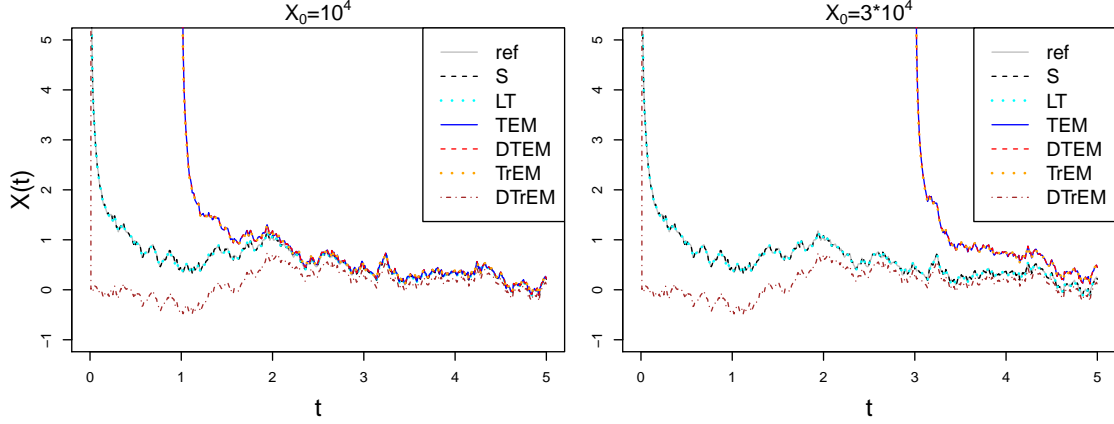 X₀=10⁴
X(t)
5
4
3
2
1
0
−1
0 1 2 3 4 5
t
ref
S
LT
TEM
DTEM
TrEM
DTrEM
X₀=3*10⁴
5
4
3
2
1
0
−1
0 1 2 3 4 5
t
ref
S
LT
TEM
DTEM
TrEM
DTrEM